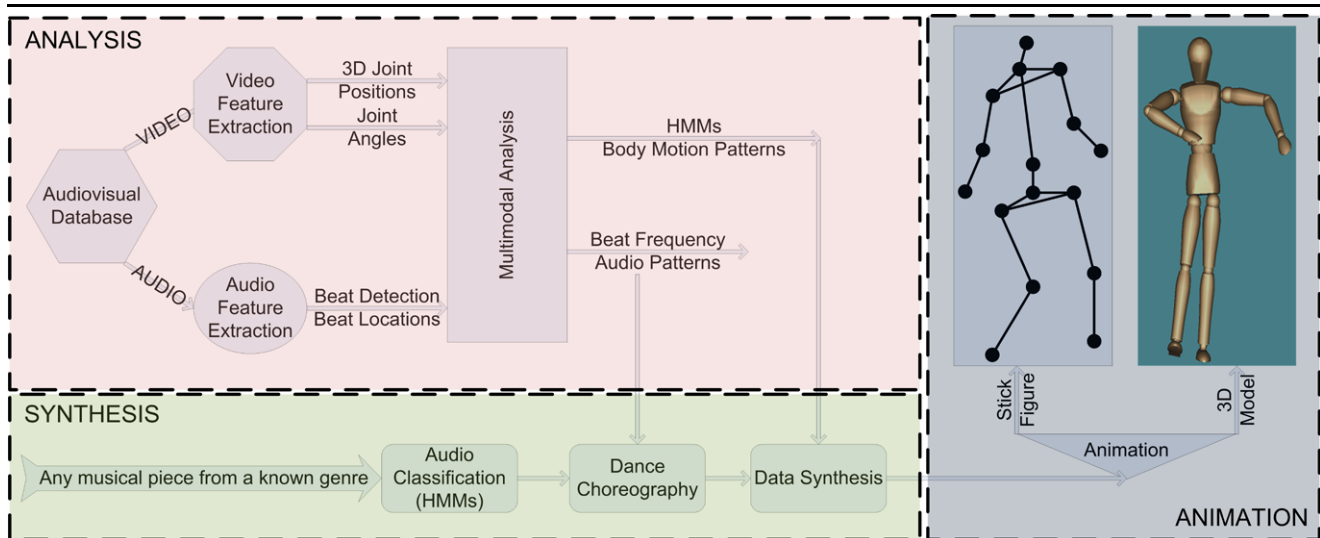 ANALYSIS
Video
Feature
Extraction
3D Joint
Positions
Joint
Angles
VIDEO
Audiovisual
Database
AUDIO
Audio
Feature
Extraction
Beat Detection
Beat Locations
Multimodal Analysis
HMMs
Body Motion Patterns
Beat Frequency
Audio Patterns
SYNTHESIS
Any musical piece from a known genre
Audio
Classification
(HMMs)
Dance
Choreography
Data Synthesis
Stick
Figure
3D
Model
Animation
ANIMATION